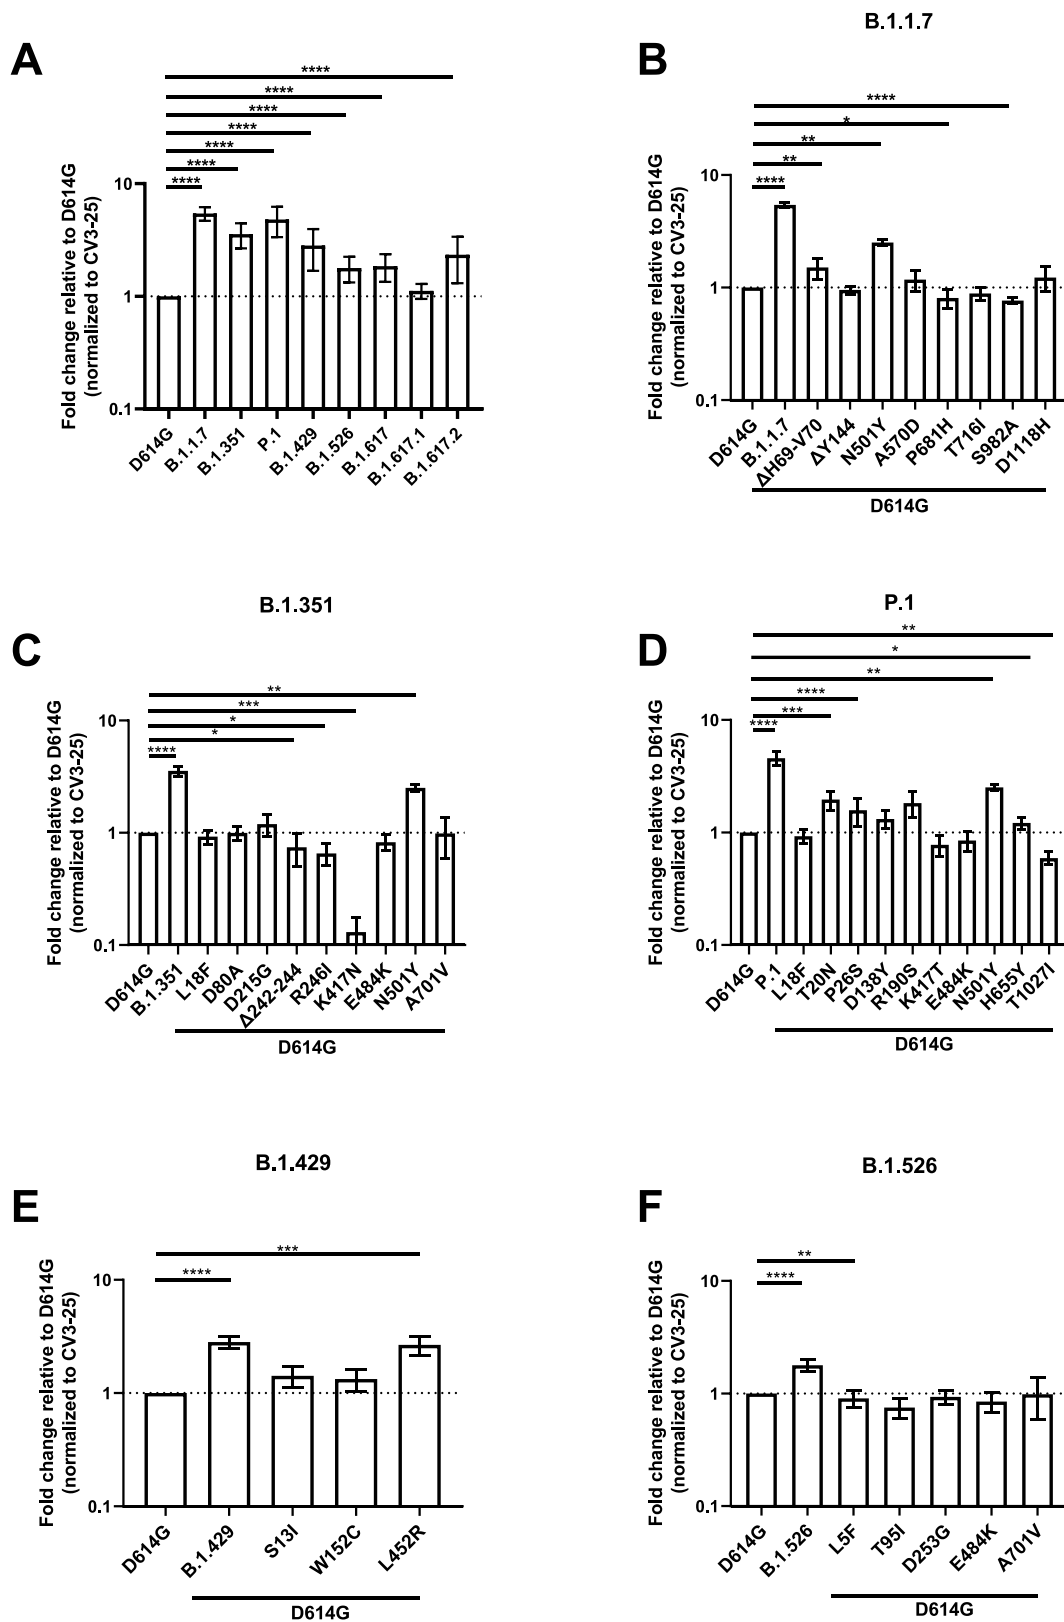 A
****
****
****
****
****
****
****
Fold change relative to D614G
(normalized to CV3-25)
10
1
0.1
D614G
B.1.1.7
B.1.351
P.1
B.1.429
B.1.526
B.1.617
B.1.617.1
B.1.617.2
B.1.1.7
B
****
*
**
**
****
Fold change relative to D614G
(normalized to CV3-25)
10
1
0.1
D614G
B.1.1.7
ΔH69-V70
ΔY144
N501Y
A570D
P681H
T716I
S982A
D1118H
D614G
B.1.351
C
**
***
*
*
****
Fold change relative to D614G
(normalized to CV3-25)
10
1
0.1
D614G
B.1.351
L18F
D80A
D215G
Δ242-244
R246I
K417N
E484K
N501Y
A701V
D614G
P.1
D
**
*
**
****
***
****
Fold change relative to D614G
(normalized to CV3-25)
10
1
0.1
D614G
P.1
L18F
T20N
P26S
D138Y
R190S
K417T
E484K
N501Y
H655Y
T1027I
D614G
B.1.429
E
***
****
Fold change relative to D614G
(normalized to CV3-25)
10
1
0.1
D614G
B.1.429
S13I
W152C
L452R
D614G
B.1.526
F
**
****
Fold change relative to D614G
(normalized to CV3-25)
10
1
0.1
D614G
B.1.526
L5F
T95I
D253G
E484K
A701V
D614G